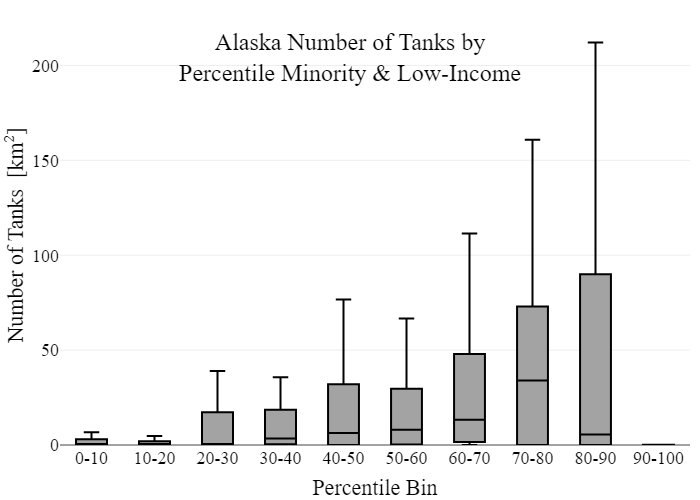 Alaska Number of Tanks by
Percentile Minority & Low-Income
Number of Tanks [km²]
200
150
100
50
0
0-10 10-20 20-30 30-40 40-50 50-60 60-70 70-80 80-90 90-100
Percentile Bin